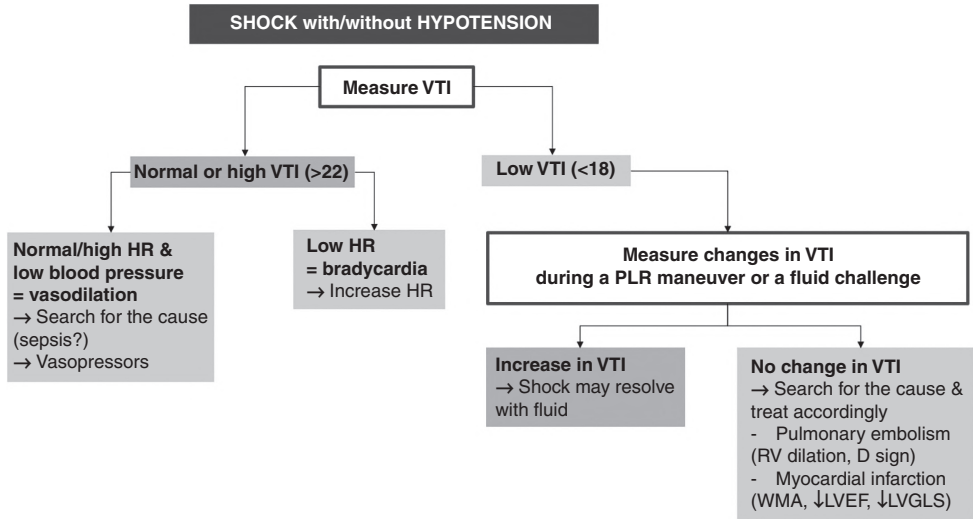 SHOCK with/without HYPOTENSION
Measure VTI
Normal or high VTI (>22)
Low VTI (<18)
Normal/high HR &
low blood pressure
= vasodilation
→ Search for the cause
(sepsis?)
→ Vasopressors
Low HR
= bradycardia
→ Increase HR
Measure changes in VTI
during a PLR maneuver or a fluid challenge
Increase in VTI
→ Shock may resolve
with fluid
No change in VTI
→ Search for the cause &
treat accordingly
- Pulmonary embolism
(RV dilation, D sign)
- Myocardial infarction
(WMA, ↓LVEF, ↓LVGLS)